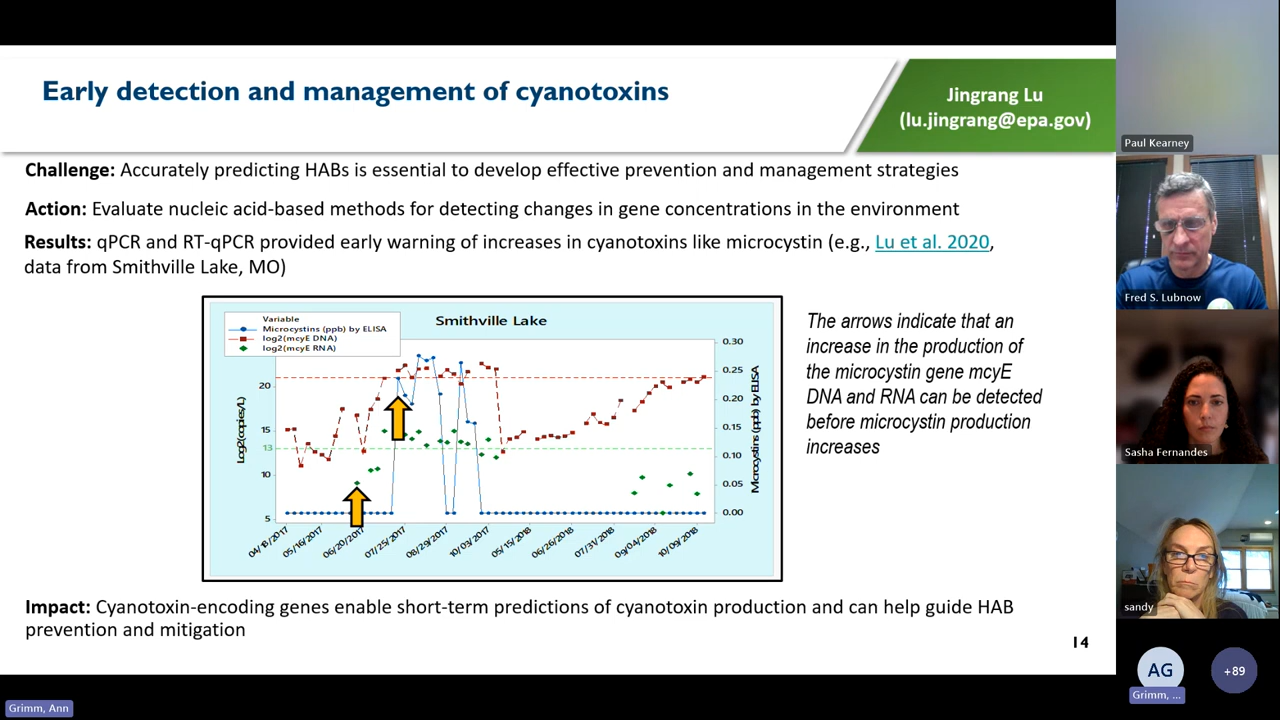 Early detection and management of cyanotoxins
Jingrang Lu
(lu.jingrang@epa.gov)
Challenge: Accurately predicting HABs is essential to develop effective prevention and management strategies
Action: Evaluate nucleic acid-based methods for detecting changes in gene concentrations in the environment
Results: qPCR and RT-qPCR provided early warning of increases in cyanotoxins like microcystin (e.g., Lu et al. 2020,
data from Smithville Lake, MO)
Smithville Lake
Variable
Microcystins (ppb) by ELISA
log2(mcyE DNA)
log2(mcyE RNA)
Log2(copies/L)
20
15
13
10
5
0.30
0.25
0.20
0.15
0.10
0.05
0.00
Microcystins (ppb) by ELISA
04/18/2017
05/16/2017
06/20/2017
07/25/2017
08/29/2017
10/03/2017
05/15/2018
06/26/2018
07/31/2018
09/04/2018
10/09/2018
The arrows indicate that an
increase in the production of
the microcystin gene mcyE
DNA and RNA can be detected
before microcystin production
increases
Impact: Cyanotoxin-encoding genes enable short-term predictions of cyanotoxin production and can help guide HAB
prevention and mitigation
14
Paul Kearney
Fred S. Lubnow
Sasha Fernandes
sandy
AG
+89
Grimm, ...
Grimm, Ann